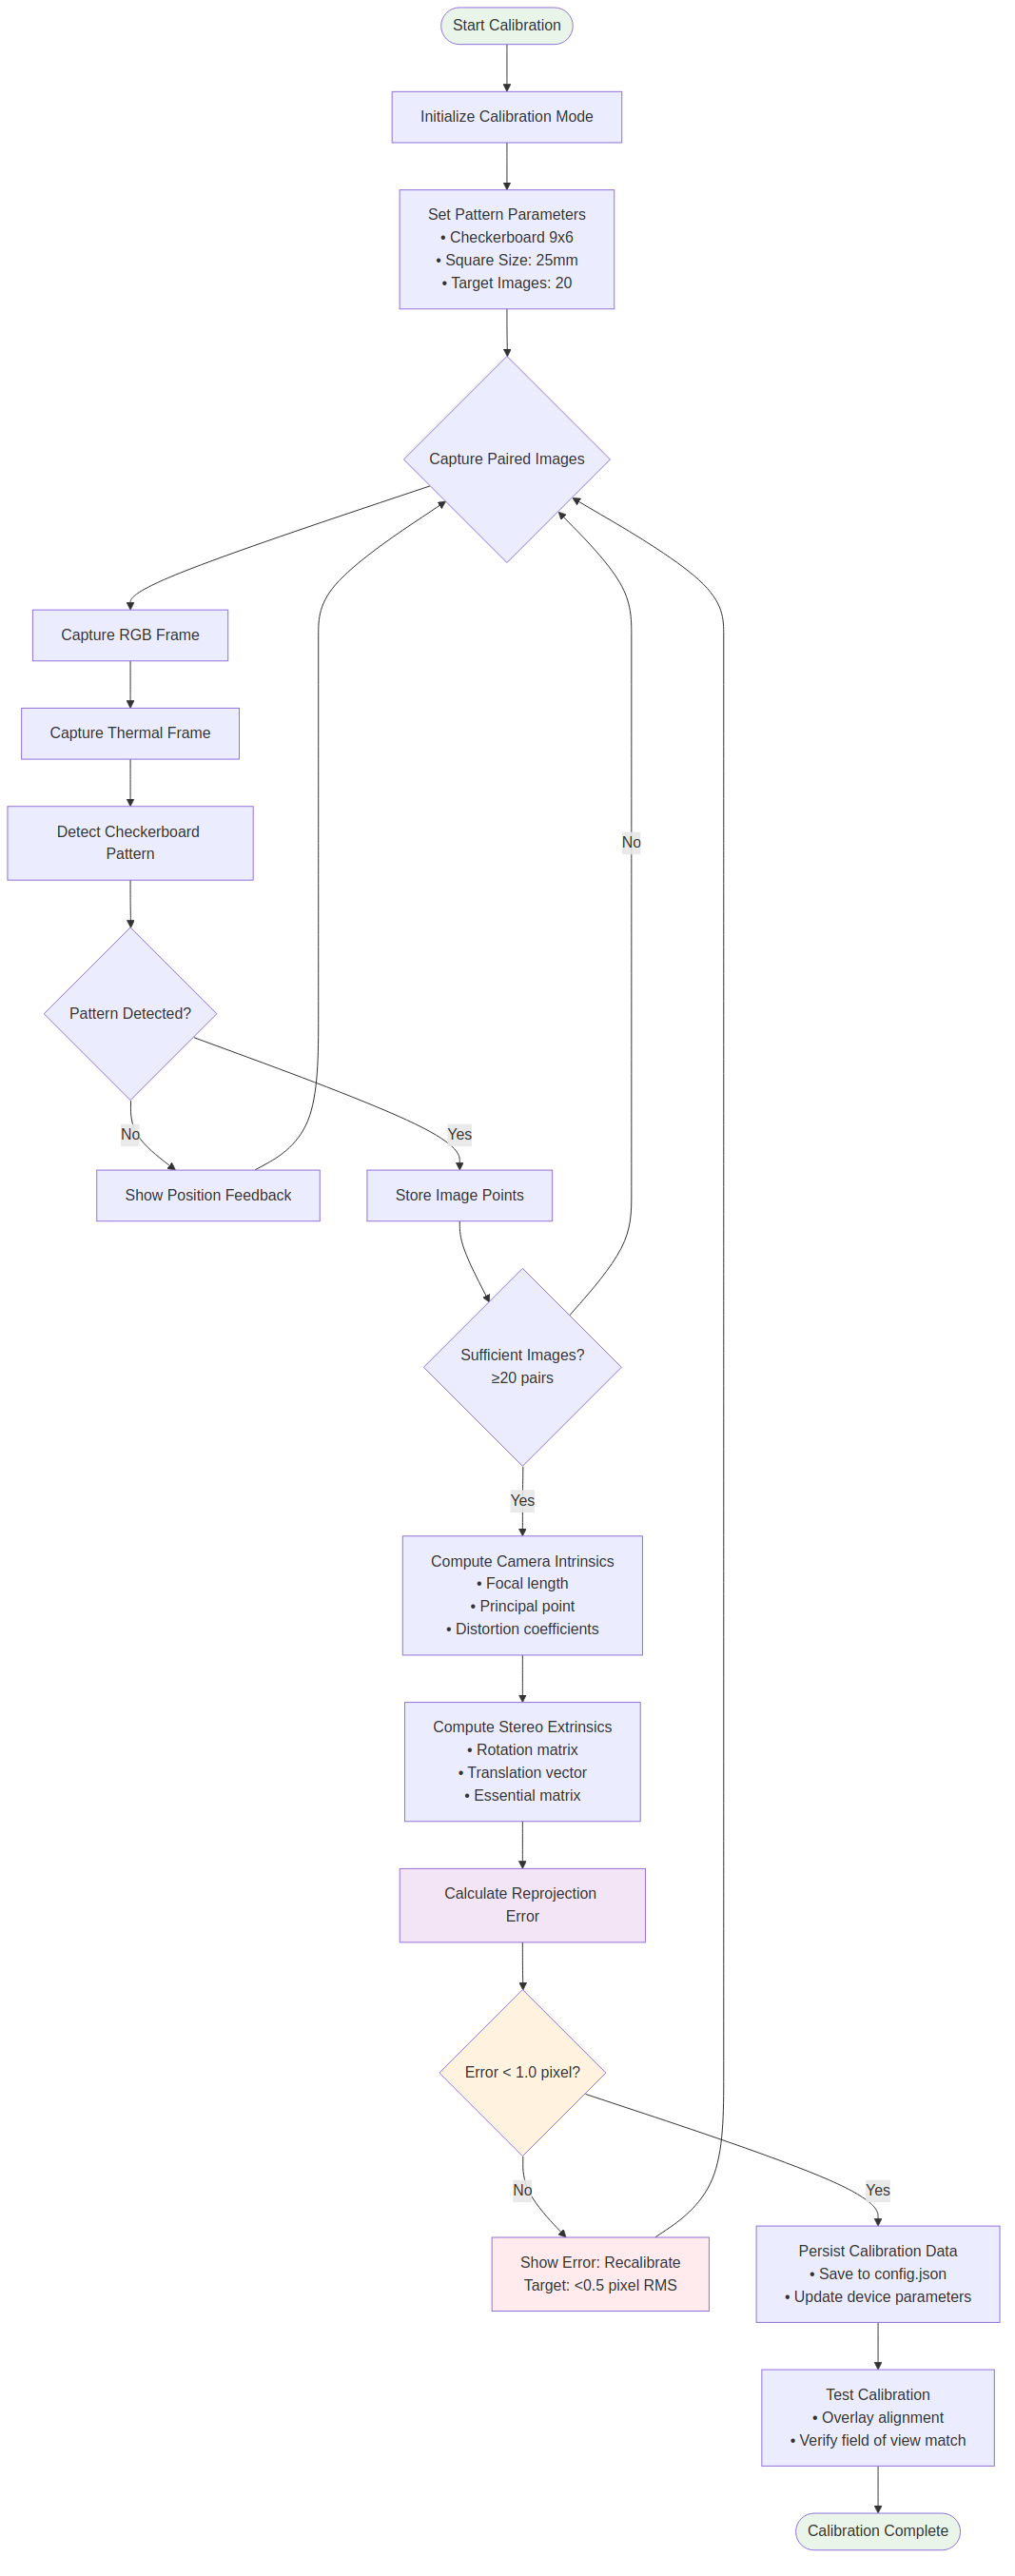 Start Calibration
Initialize Calibration Mode
Set Pattern Parameters
• Checkerboard 9x6
• Square Size: 25mm
• Target Images: 20
Capture Paired Images
Capture RGB Frame
Capture Thermal Frame
Detect Checkerboard
Pattern
No
Pattern Detected?
No
Yes
Show Position Feedback
Store Image Points
Sufficient Images?
≥20 pairs
Yes
Compute Camera Intrinsics
• Focal length
• Principal point
• Distortion coefficients
Compute Stereo Extrinsics
• Rotation matrix
• Translation vector
• Essential matrix
Calculate Reprojection
Error
Error < 1.0 pixel?
No
Yes
Show Error: Recalibrate
Target: <0.5 pixel RMS
Persist Calibration Data
• Save to config.json
• Update device parameters
Test Calibration
• Overlay alignment
• Verify field of view match
Calibration Complete